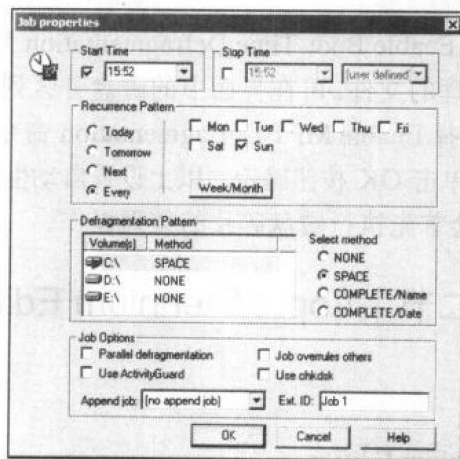 Job properties
Start Time
15:52
Stop Time
15:52
(user defined)
Recurrence Pattern
Today
Tomorrow
Next
Every
Mon Tue Wed Thu Fri
Sat Sun
Week/Month
Defragmentation Pattern
Volume(s) Method
C:\ SPACE
D:\ NONE
E:\ NONE
Select method
NONE
SPACE
COMPLETE/Name
COMPLETE/Date
Job Options
Parallel defragmentation
Job overrules others
Use ActivityGuard
Use chkdsk
Append job: (no append job)
Ext. ID: Job 1
OK Cancel Help